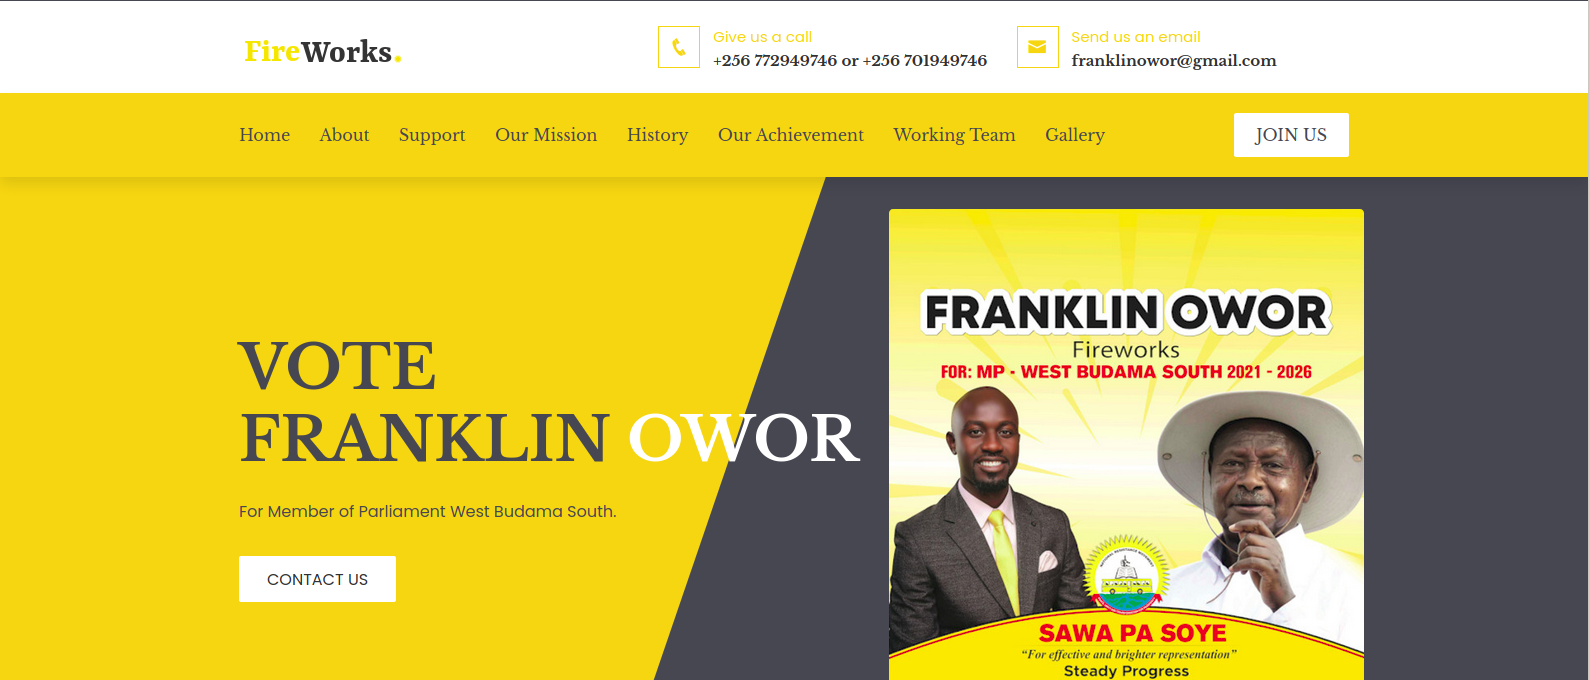 FireWorks.
Give us a call
+256 772949746 or +256 701949746
Send us an email
franklinowor@gmail.com
Home About Support Our Mission History Our Achievement Working Team Gallery JOIN US
VOTE
FRANKLIN OWOR
For Member of Parliament West Budama South.
CONTACT US
FRANKLIN OWOR
Fireworks
FOR: MP - WEST BUDAMA SOUTH 2021 - 2026
NATIONAL RESISTANCE MOVEMENT
SAWA PA SOYE
“For effective and brighter representation”
Steady Progress